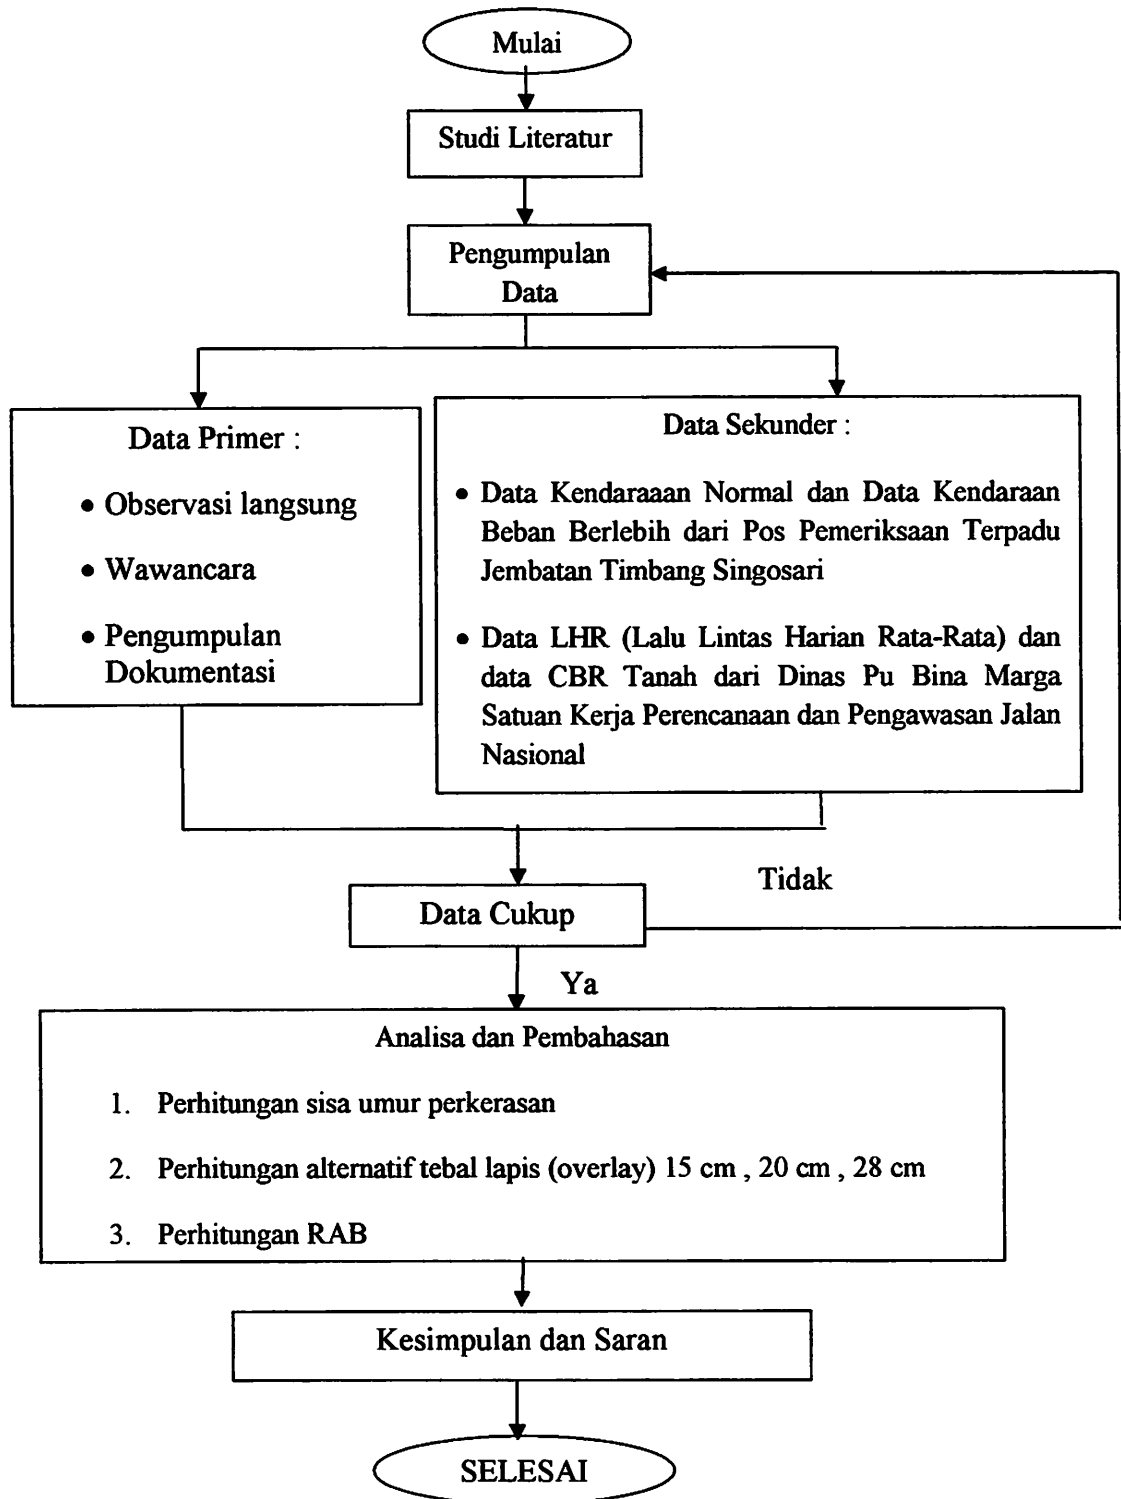 Mulai
Studi Literatur
Pengumpulan
Data
Data Primer :
• Observasi langsung
• Wawancara
• Pengumpulan
Dokumentasi
Data Sekunder :
• Data Kendaraaan Normal dan Data Kendaraan
Beban Berlebih dari Pos Pemeriksaan Terpadu
Jembatan Timbang Singosari
• Data LHR (Lalu Lintas Harian Rata-Rata) dan
data CBR Tanah dari Dinas Pu Bina Marga
Satuan Kerja Perencanaan dan Pengawasan Jalan
Nasional
Tidak
Data Cukup
Ya
Analisa dan Pembahasan
1. Perhitungan sisa umur perkerasan
2. Perhitungan alternatif tebal lapis (overlay) 15 cm , 20 cm , 28 cm
3. Perhitungan RAB
Kesimpulan dan Saran
SELESAI